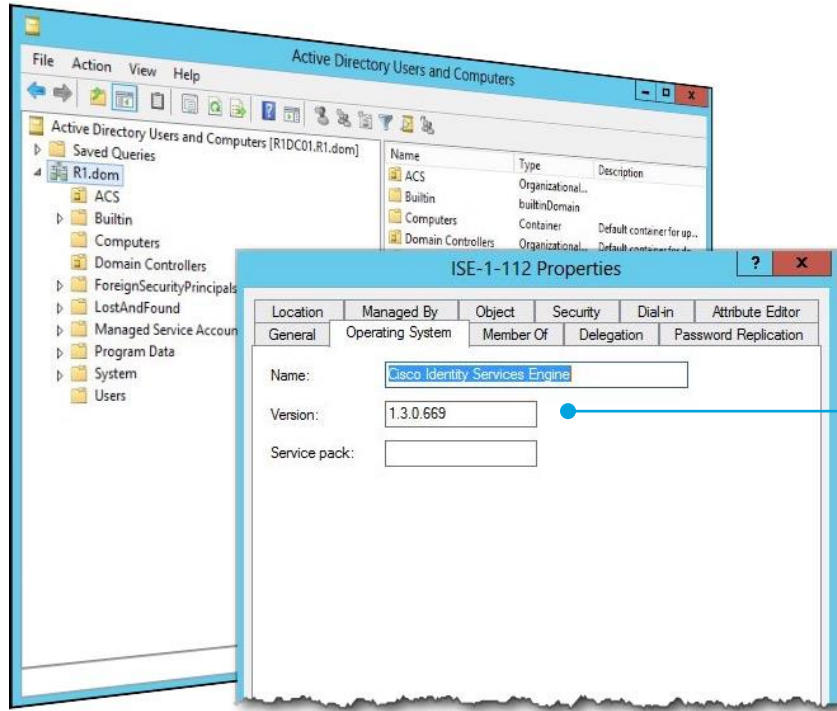 Active Directory Users and Computers
File Action View Help
Active Directory Users and Computers [R1DC01.R1.dom]
Saved Queries
R1.dom
ACS
Builtin
Computers
Domain Controllers
ForeignSecurityPrincipals
LostAndFound
Managed Service Accoun
Program Data
System
Users
Name Type Description
ACS Organizational...
Builtin builtinDomain
Computers Container Default container for up...
Domain Controllers Organizational... Default container for do
ISE-1-112 Properties
? x
Location Managed By Object Security Dial-in Attribute Editor
General Operating System Member Of Delegation Password Replication
Name: Cisco Identity Services Engine
Version: 1.3.0.669
Service pack: